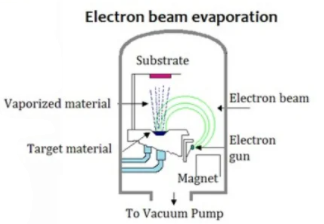 Electron beam evaporation
Substrate
Vaporized material
Electron beam
Target material
Electron
gun
Magnet
To Vacuum Pump